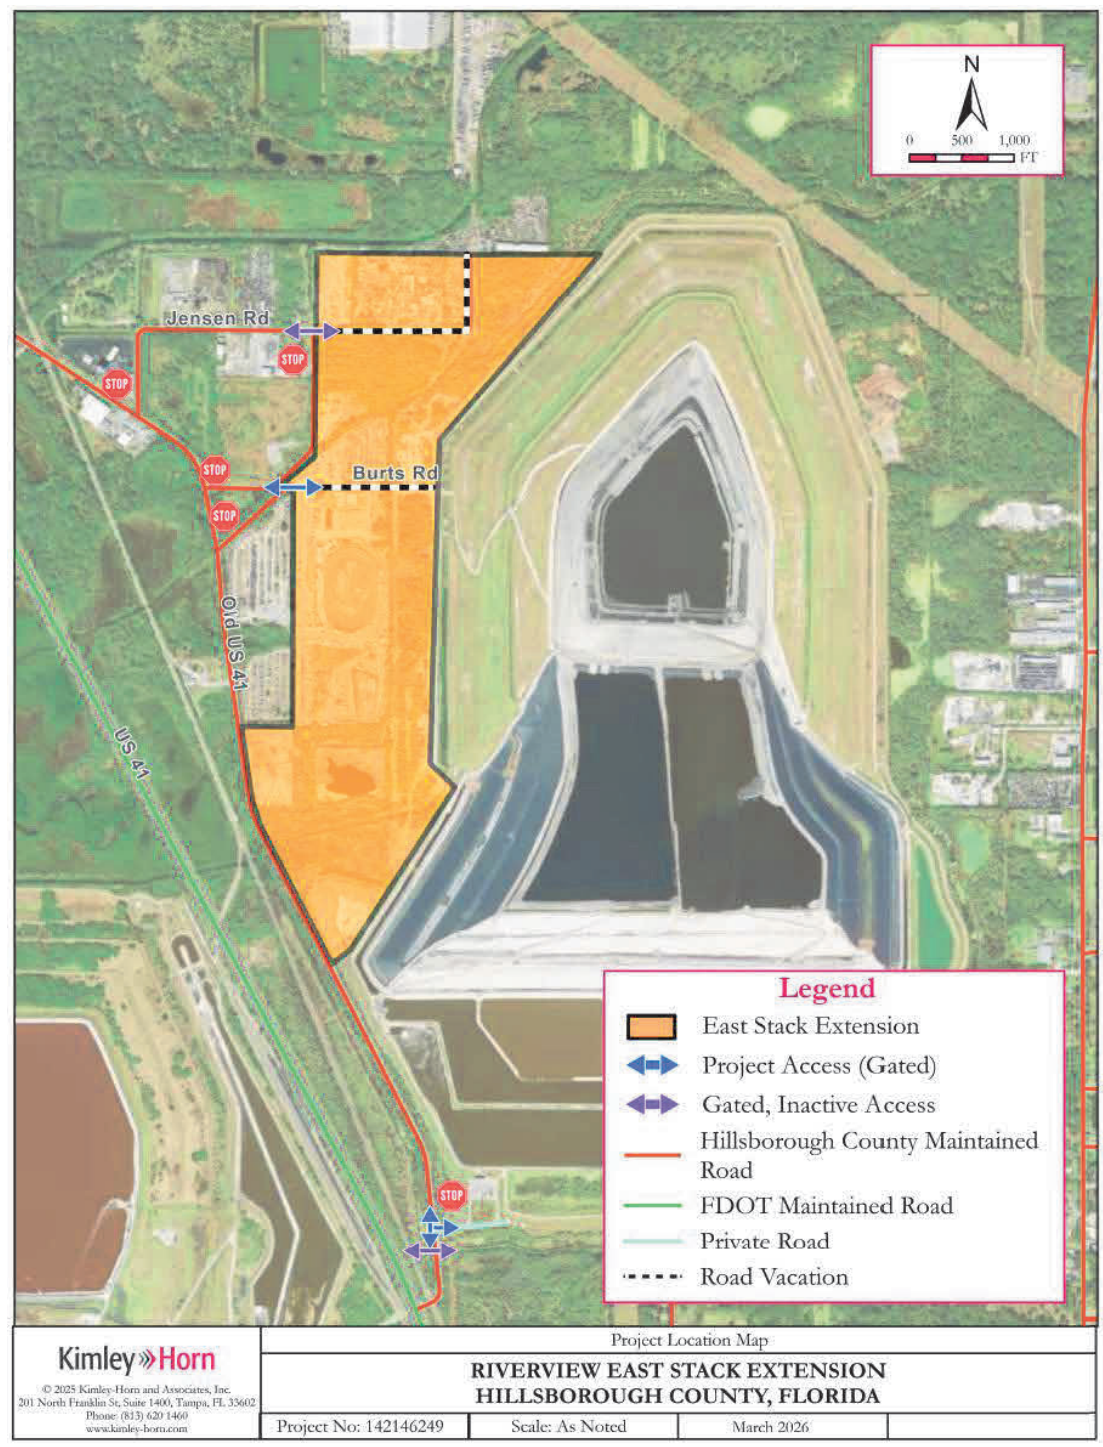 N
0 500 1,000
FT
Jensen Rd
STOP
STOP
STOP
Burts Rd
STOP
Old US 41
US 41
STOP
Legend
East Stack Extension
Project Access (Gated)
Gated, Inactive Access
Hillsborough County Maintained
Road
FDOT Maintained Road
Private Road
Road Vacation
Kimley»Horn
© 2025 Kimley-Horn and Associates, Inc.
201 North Franklin St, Suite 1400, Tampa, FL 33602
Phone: (813) 620 1460
www.kimley-horn.com
Project Location Map
RIVERVIEW EAST STACK EXTENSION
HILLSBOROUGH COUNTY, FLORIDA
Project No: 142146249
Scale: As Noted
March 2026